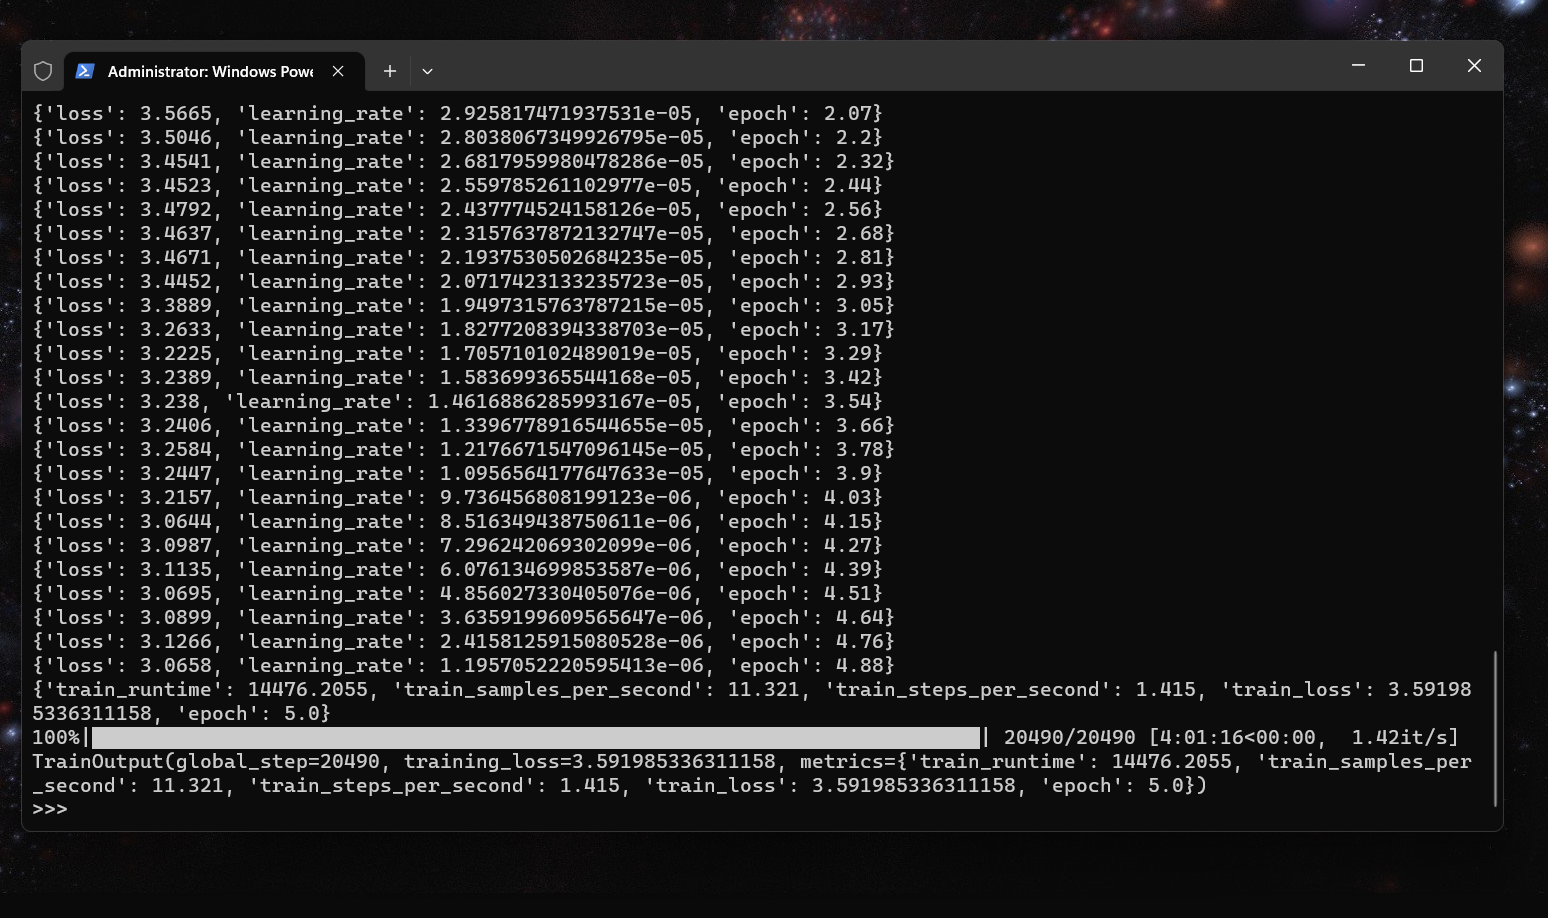 Administrator: Windows Powe
{'loss': 3.5665, 'learning_rate': 2.925817471937531e-05, 'epoch': 2.07}
{'loss': 3.5046, 'learning_rate': 2.8038067349926795e-05, 'epoch': 2.2}
{'loss': 3.4541, 'learning_rate': 2.6817959980478286e-05, 'epoch': 2.32}
{'loss': 3.4523, 'learning_rate': 2.559785261102977e-05, 'epoch': 2.44}
{'loss': 3.4792, 'learning_rate': 2.437774524158126e-05, 'epoch': 2.56}
{'loss': 3.4637, 'learning_rate': 2.3157637872132747e-05, 'epoch': 2.68}
{'loss': 3.4671, 'learning_rate': 2.1937530502684235e-05, 'epoch': 2.81}
{'loss': 3.4452, 'learning_rate': 2.0717423133235723e-05, 'epoch': 2.93}
{'loss': 3.3889, 'learning_rate': 1.9497315763787215e-05, 'epoch': 3.05}
{'loss': 3.2633, 'learning_rate': 1.8277208394338703e-05, 'epoch': 3.17}
{'loss': 3.2225, 'learning_rate': 1.705710102489019e-05, 'epoch': 3.29}
{'loss': 3.2389, 'learning_rate': 1.583699365544168e-05, 'epoch': 3.42}
{'loss': 3.238, 'learning_rate': 1.4616886285993167e-05, 'epoch': 3.54}
{'loss': 3.2406, 'learning_rate': 1.3396778916544655e-05, 'epoch': 3.66}
{'loss': 3.2584, 'learning_rate': 1.2176671547096145e-05, 'epoch': 3.78}
{'loss': 3.2447, 'learning_rate': 1.0956564177647633e-05, 'epoch': 3.9}
{'loss': 3.2157, 'learning_rate': 9.736456808199123e-06, 'epoch': 4.03}
{'loss': 3.0644, 'learning_rate': 8.516349438750611e-06, 'epoch': 4.15}
{'loss': 3.0987, 'learning_rate': 7.296242069302099e-06, 'epoch': 4.27}
{'loss': 3.1135, 'learning_rate': 6.076134699853587e-06, 'epoch': 4.39}
{'loss': 3.0695, 'learning_rate': 4.856027330405076e-06, 'epoch': 4.51}
{'loss': 3.0899, 'learning_rate': 3.6359199609565647e-06, 'epoch': 4.64}
{'loss': 3.1266, 'learning_rate': 2.4158125915080528e-06, 'epoch': 4.76}
{'loss': 3.0658, 'learning_rate': 1.1957052220595413e-06, 'epoch': 4.88}
{'train_runtime': 14476.2055, 'train_samples_per_second': 11.321, 'train_steps_per_second': 1.415, 'train_loss': 3.59198
5336311158, 'epoch': 5.0}
100%| | 20490/20490 [4:01:16<00:00, 1.42it/s]
TrainOutput(global_step=20490, training_loss=3.591985336311158, metrics={'train_runtime': 14476.2055, 'train_samples_per
_second': 11.321, 'train_steps_per_second': 1.415, 'train_loss': 3.591985336311158, 'epoch': 5.0})
>>>